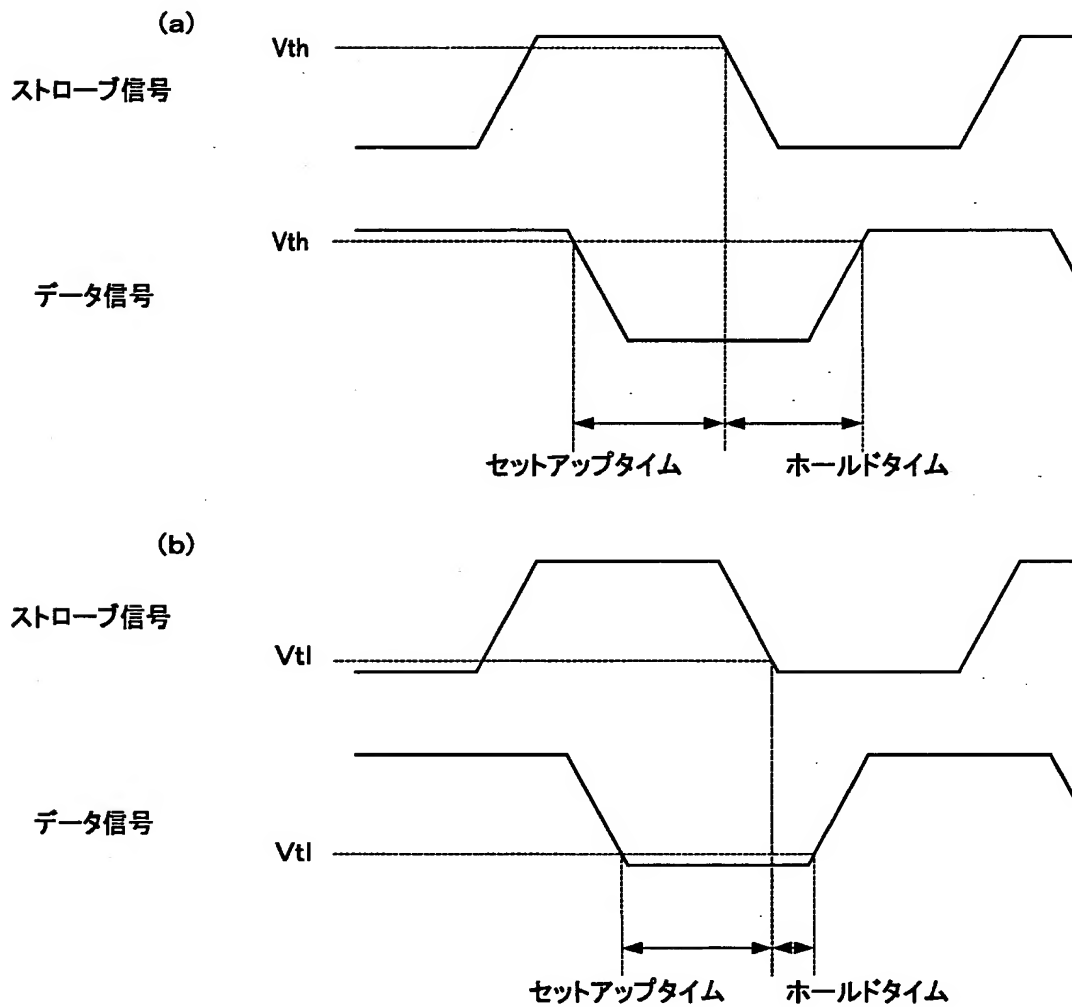 (a)
Vth
ストローブ信号
Vth
データ信号
セットアップタイム
ホールドタイム
(b)
ストローブ信号
Vtl
データ信号
Vtl
セットアップタイム
ホールドタイム